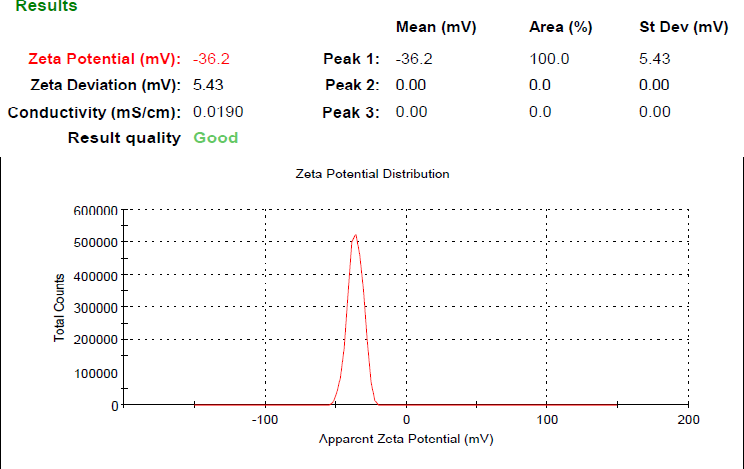 Results
Mean (mV) Area (%) St Dev (mV)
Zeta Potential (mV): -36.2 Peak 1: -36.2 100.0 5.43
Zeta Deviation (mV): 5.43 Peak 2: 0.00 0.0 0.00
Conductivity (mS/cm): 0.0190 Peak 3: 0.00 0.0 0.00
Result quality Good
Zeta Potential Distribution
600000
500000
400000
300000
200000
100000
0
Total Counts
-100 0 100 200
Apparent Zeta Potential (mV)